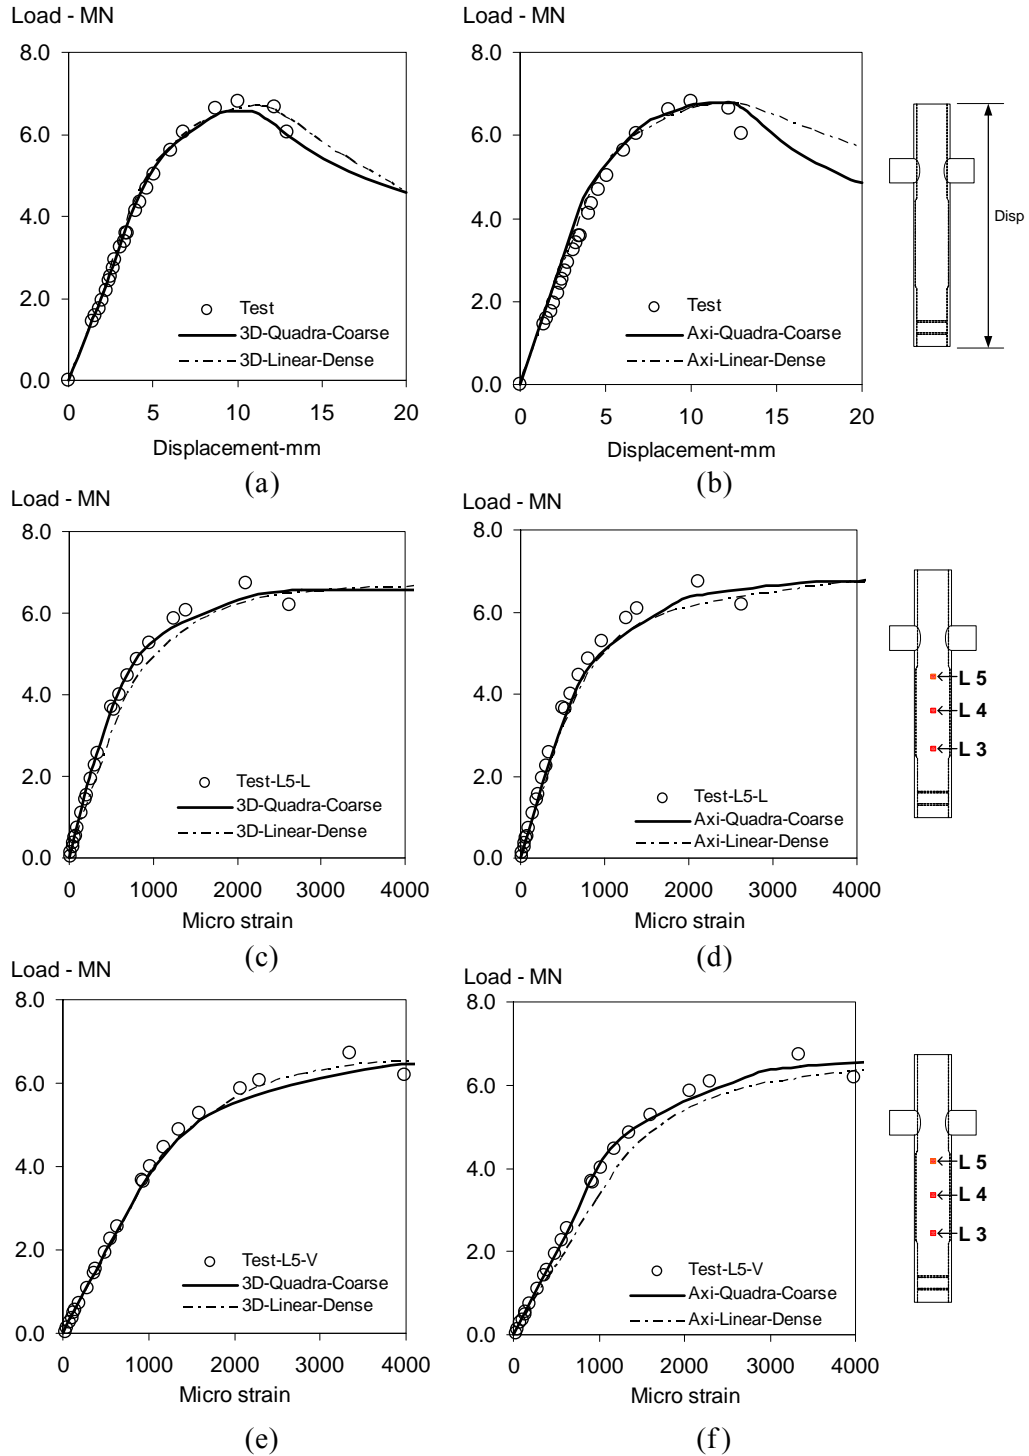 Load - MN
8.0
6.0
4.0
2.0
0.0
Test
3D-Quadra-Coarse
3D-Linear-Dense
0 5 10 15 20
Displacement-mm
(a)
Load - MN
8.0
6.0
4.0
2.0
0.0
Test
Axi-Quadra-Coarse
Axi-Linear-Dense
0 5 10 15 20
Displacement-mm
(b)
Disp
Load - MN
8.0
6.0
4.0
2.0
0.0
Test-L5-L
3D-Quadra-Coarse
3D-Linear-Dense
0 1000 2000 3000 4000
Micro strain
(c)
Load - MN
8.0
6.0
4.0
2.0
0.0
Test-L5-L
Axi-Quadra-Coarse
Axi-Linear-Dense
0 1000 2000 3000 4000
Micro strain
(d)
L 5
L 4
L 3
Load - MN
8.0
6.0
4.0
2.0
0.0
Test-L5-V
3D-Quadra-Coarse
3D-Linear-Dense
0 1000 2000 3000 4000
Micro strain
(e)
Load - MN
8.0
6.0
4.0
2.0
0.0
Test-L5-V
Axi-Quadra-Coarse
Axi-Linear-Dense
0 1000 2000 3000 4000
Micro strain
(f)
L 5
L 4
L 3